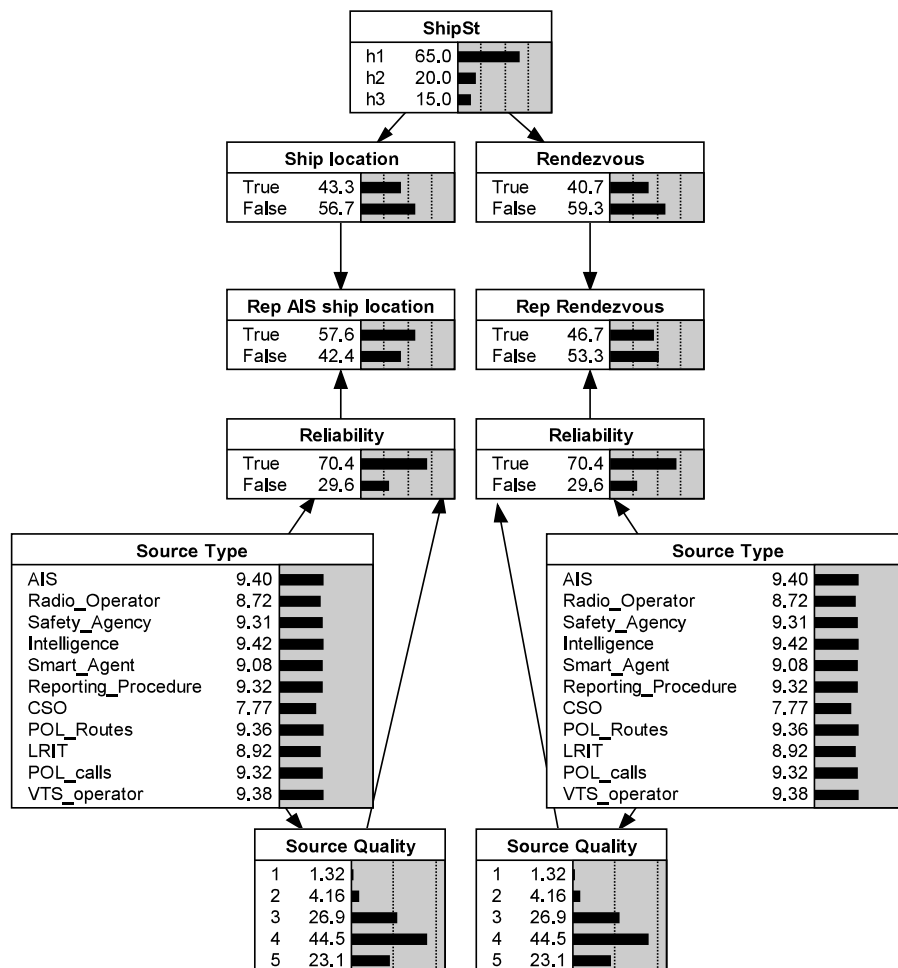 ShipSt
h1 65.0
h2 20.0
h3 15.0
Ship location
True 43.3
False 56.7
Rendezvous
True 40.7
False 59.3
Rep AIS ship location
True 57.6
False 42.4
Rep Rendezvous
True 46.7
False 53.3
Reliability
True 70.4
False 29.6
Reliability
True 70.4
False 29.6
Source Type
AIS 9.40
Radio_Operator 8.72
Safety_Agency 9.31
Intelligence 9.42
Smart_Agent 9.08
Reporting_Procedure 9.32
CSO 7.77
POL_Routes 9.36
LRIT 8.92
POL_calls 9.32
VTS_operator 9.38
Source Type
AIS 9.40
Radio_Operator 8.72
Safety_Agency 9.31
Intelligence 9.42
Smart_Agent 9.08
Reporting_Procedure 9.32
CSO 7.77
POL_Routes 9.36
LRIT 8.92
POL_calls 9.32
VTS_operator 9.38
Source Quality
1 1.32
2 4.16
3 26.9
4 44.5
5 23.1
Source Quality
1 1.32
2 4.16
3 26.9
4 44.5
5 23.1